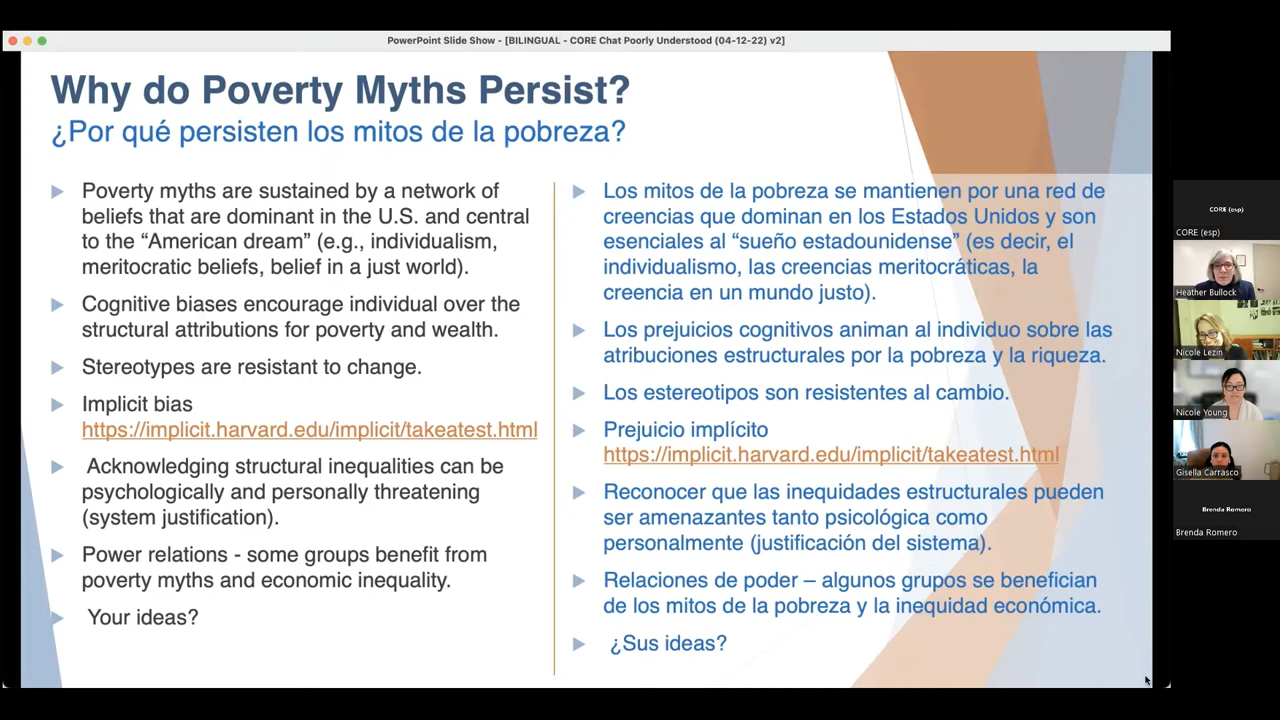 PowerPoint Slide Show - [BILINGUAL - CORE Chat Poorly Understood (04-12-22) v2]
Why do Poverty Myths Persist?
¿Por qué persisten los mitos de la pobreza?
Poverty myths are sustained by a network of
beliefs that are dominant in the U.S. and central
to the “American dream” (e.g., individualism,
meritocratic beliefs, belief in a just world).
Cognitive biases encourage individual over the
structural attributions for poverty and wealth.
Stereotypes are resistant to change.
Implicit bias
https://implicit.harvard.edu/implicit/takeatest.html
Acknowledging structural inequalities can be
psychologically and personally threatening
(system justification).
Power relations - some groups benefit from
poverty myths and economic inequality.
Your ideas?
Los mitos de la pobreza se mantienen por una red de
creencias que dominan en los Estados Unidos y son
esenciales al “sueño estadounidense” (es decir, el
individualismo, las creencias meritocráticas, la
creencia en un mundo justo).
Los prejuicios cognitivos animan al individuo sobre las
atribuciones estructurales por la pobreza y la riqueza.
Los estereotipos son resistentes al cambio.
Prejuicio implícito
https://implicit.harvard.edu/implicit/takeatest.html
Reconocer que las inequidades estructurales pueden
ser amenazantes tanto psicológica como
personalmente (justificación del sistema).
Relaciones de poder – algunos grupos se benefician
de los mitos de la pobreza y la inequidad económica.
¿Sus ideas?
CORE (esp)
CORE (esp)
Heather Bullock
Nicole Lezin
Nicole Young
Gisella Carrasco
Brenda Romero
Brenda Romero